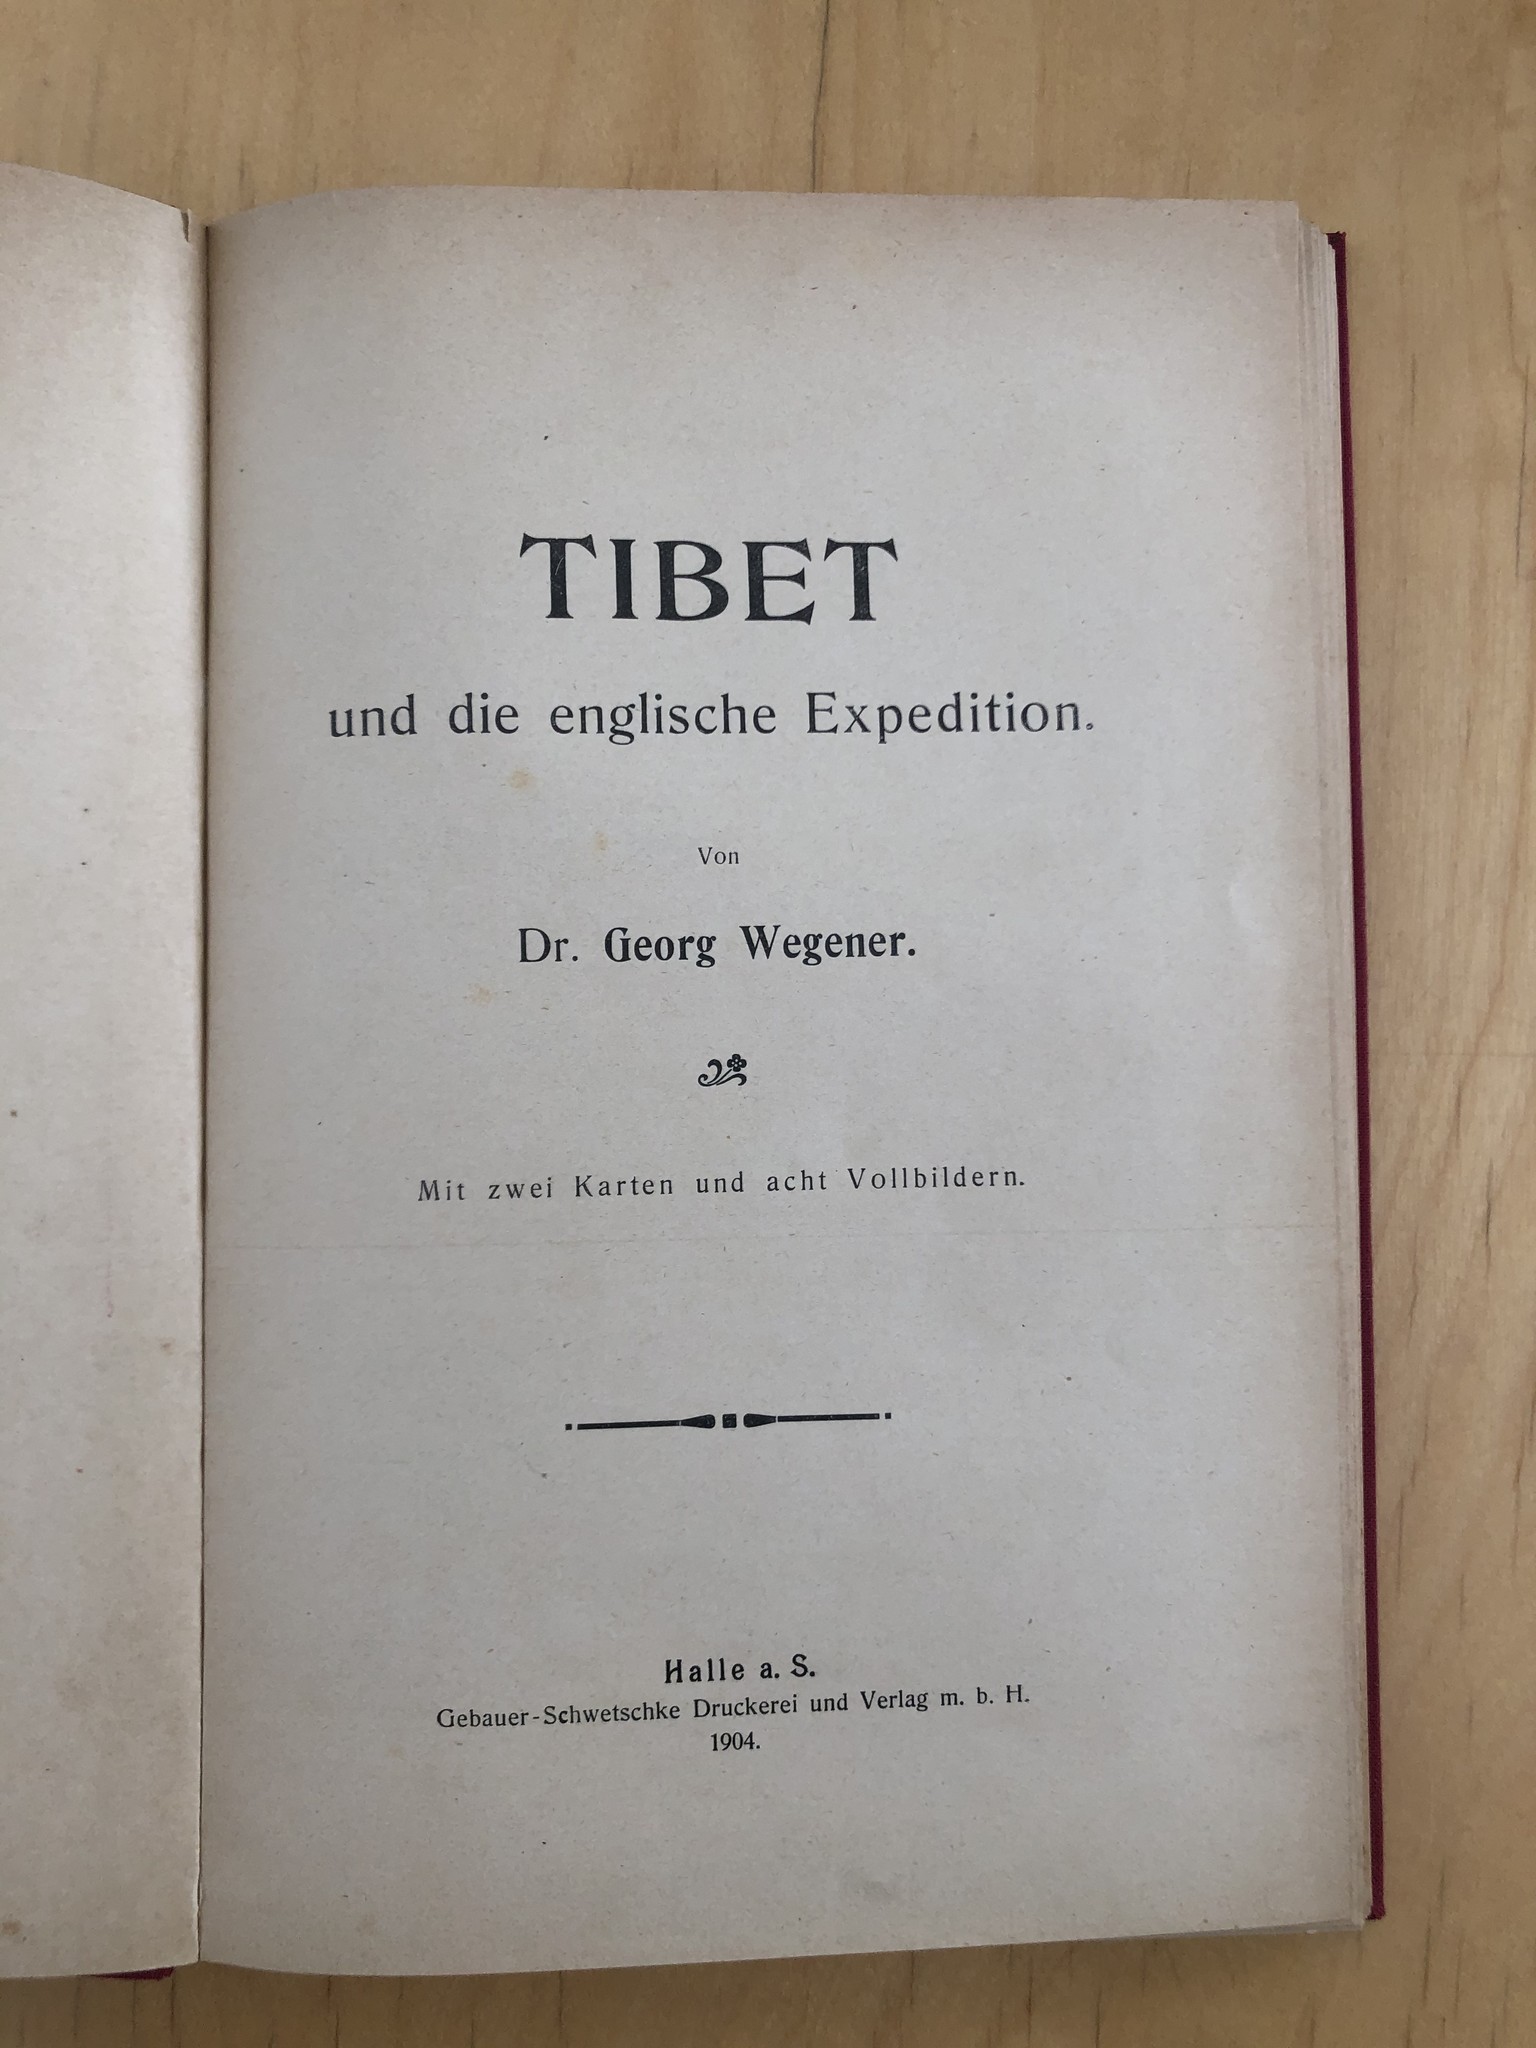 TIBET
und die englische Expedition.
Von
Dr. Georg Wegener.
Mit zwei Karten und acht Vollbildern.
Halle a. S.
Gebauer-Schwetschke Druckerei und Verlag m. b. H.
1904.